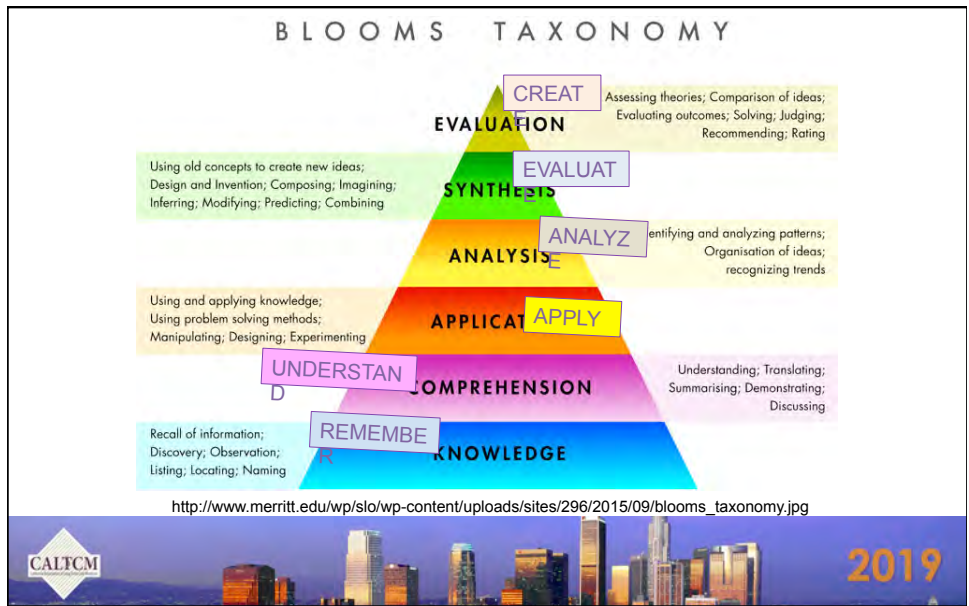 BLOOMS TAXONOMY
CREAT
E
EVALUATION
Assessing theories; Comparison of ideas;
Evaluating outcomes; Solving; Judging;
Recommending; Rating
Using old concepts to create new ideas;
Design and Invention; Composing; Imagining;
Inferring; Modifying; Predicting; Combining
EVALUAT
E
SYNTHESIS
ANALYZ
E
ANALYSIS
entifying and analyzing patterns;
Organisation of ideas;
recognizing trends
Using and applying knowledge;
Using problem solving methods;
Manipulating; Designing; Experimenting
APPLY
APPLICAT
UNDERSTAN
D
COMPREHENSION
Understanding; Translating;
Summarising; Demonstrating;
Discussing
REMEMBE
R
KNOWLEDGE
Recall of information;
Discovery; Observation;
Listing; Locating; Naming
http://www.merritt.edu/wp/slo/wp-content/uploads/sites/296/2015/09/blooms_taxonomy.jpg
CALTCM
2019